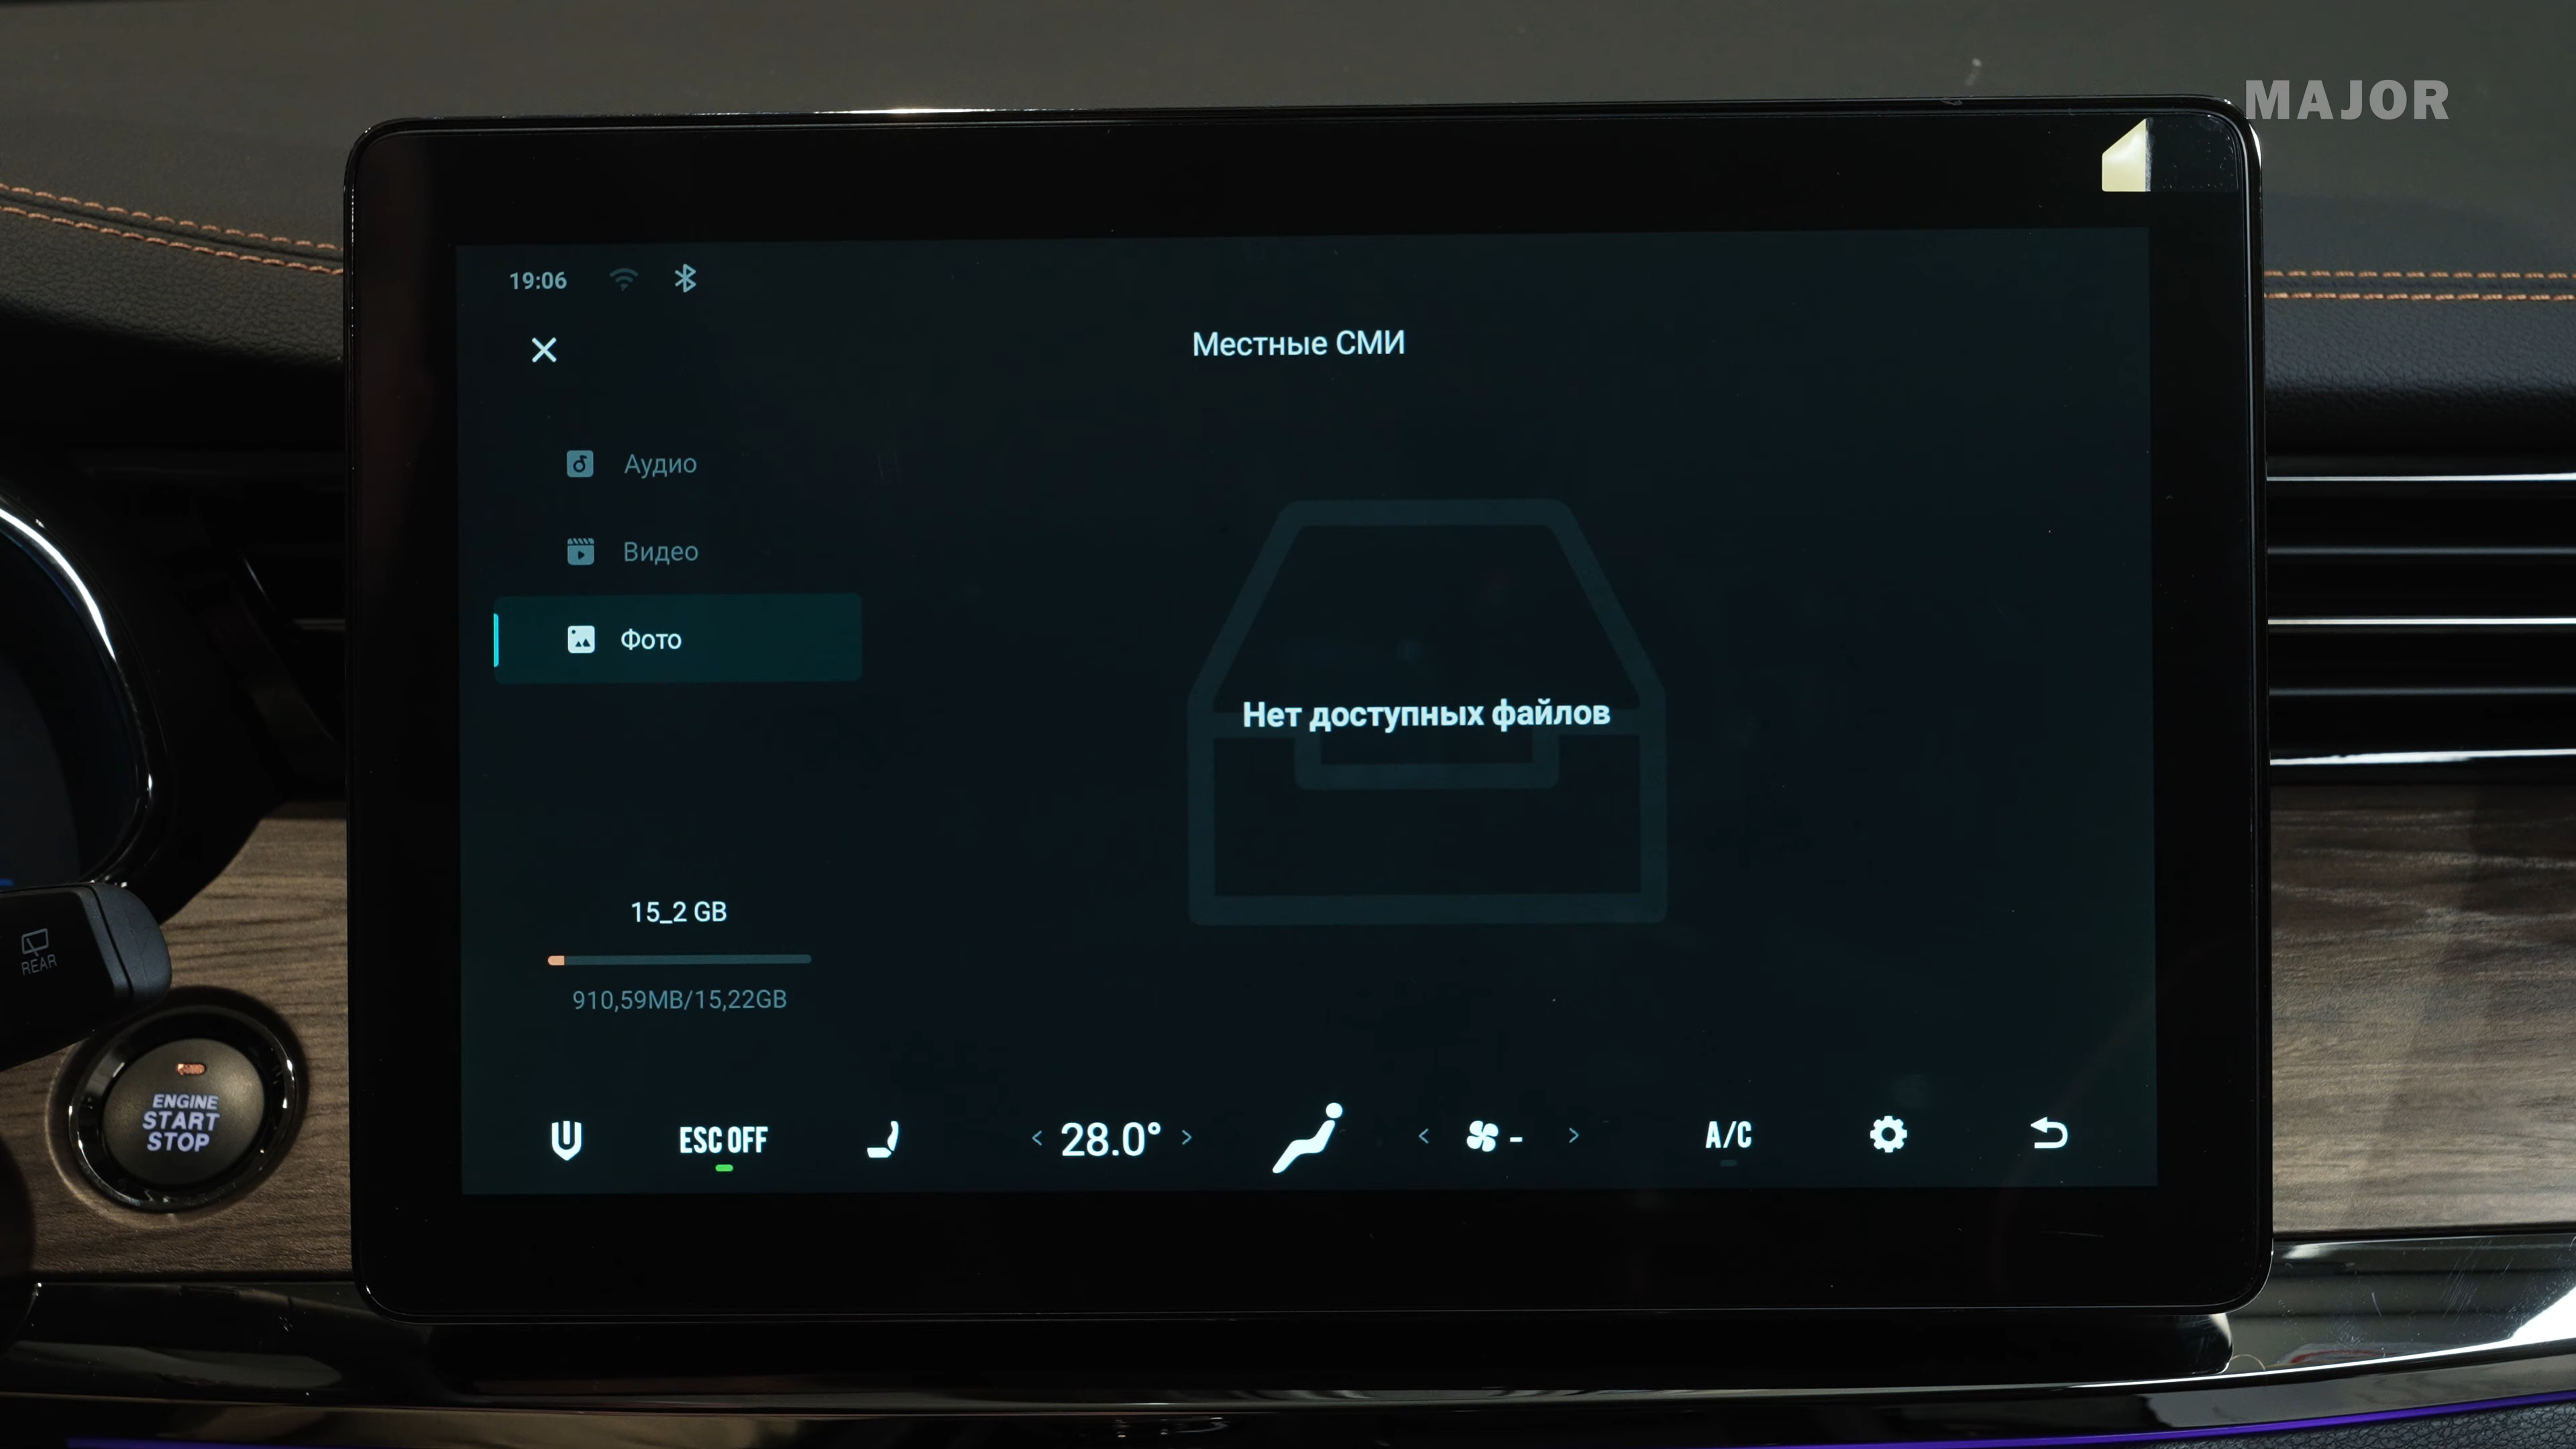 MAJOR
19:06
Местные СМИ
Аудио
Видео
Фото
Нет доступных файлов
15_2 GB
910,59MB/15,22GB
REAR
ENGINE
START
STOP
ESC OFF
< 28.0° >
< - >
A/C